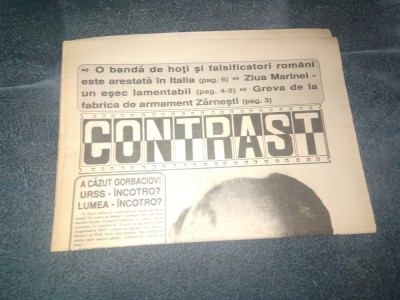 ➾ O bandă de hoți și falsificatori români
este arestată în Italia (pag. 6) ➾ Ziua Marinei -
un eșec lamentabil (pag. 4-5) ➾ Greva de la
fabrica de armament Zărnești (pag. 3)
CONTRAST
A CĂZUT GORBACIOV!
URSS - ÎNCOTRO?
LUMEA - ÎNCOTRO?